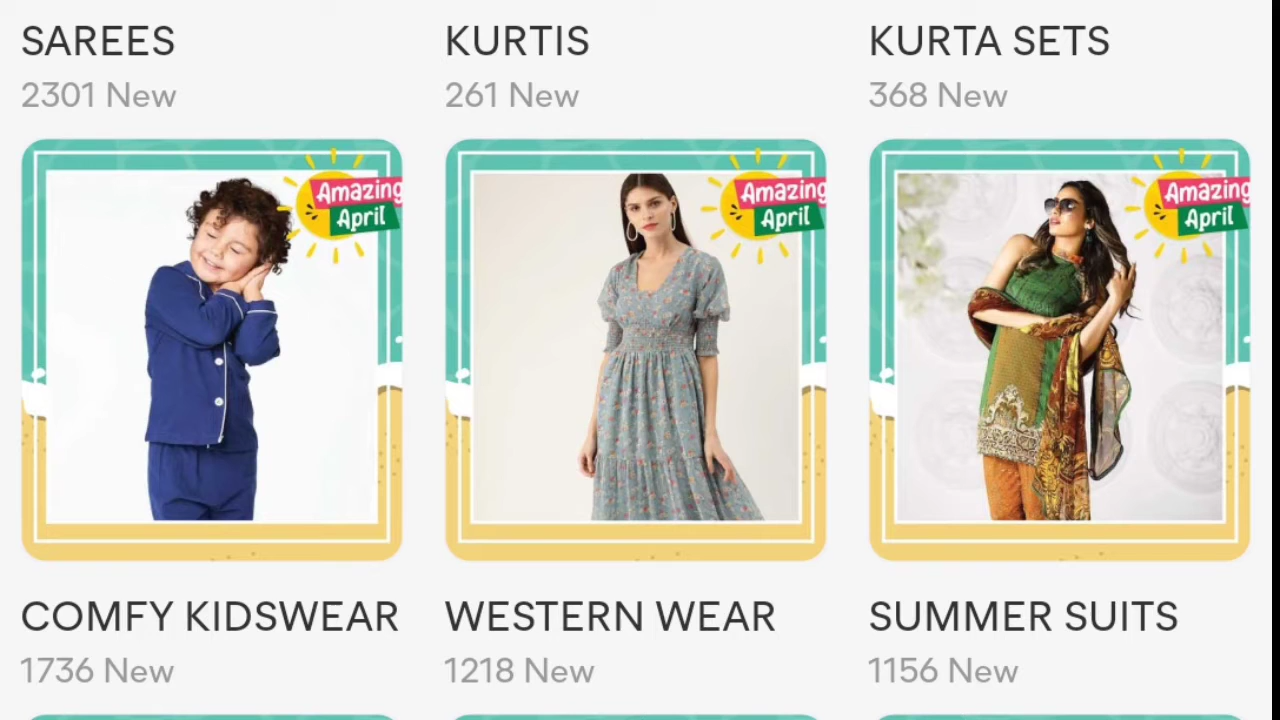 SAREES
KURTIS
KURTA SETS
2301 New
261 New
368 New
Amazing
April
Amazing
April
Amazing
April
COMFY KIDSWEAR
WESTERN WEAR
SUMMER SUITS
1736 New
1218 New
1156 New